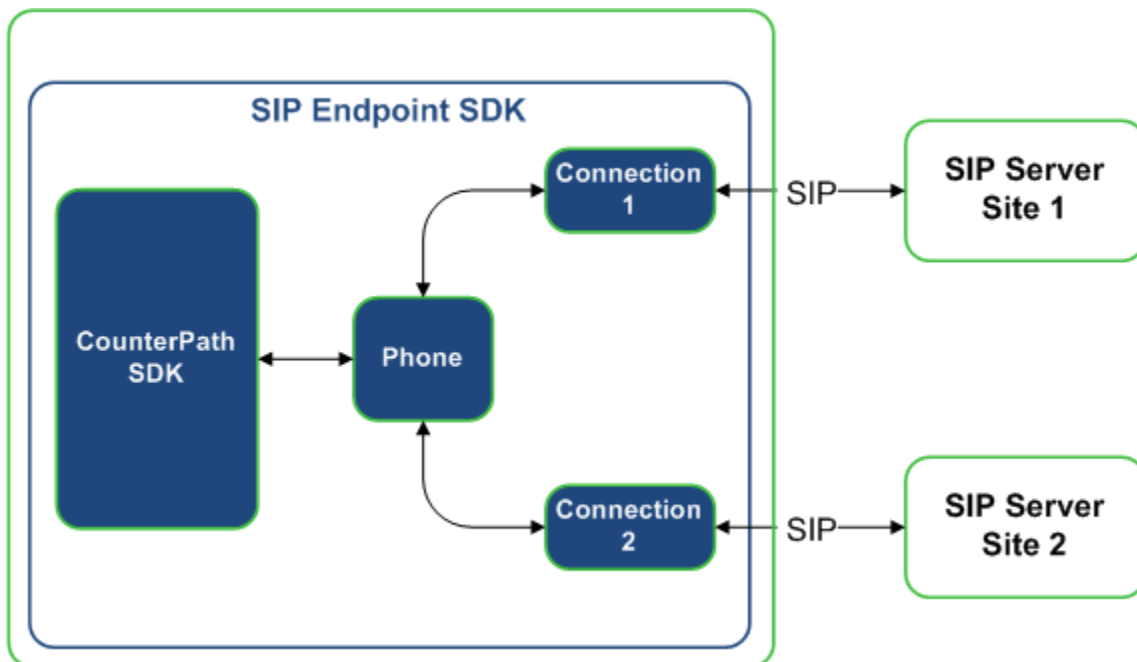 SIP Endpoint SDK
Connection
1
SIP
SIP Server
Site 1
CounterPath
SDK
Phone
Connection
2
SIP
SIP Server
Site 2